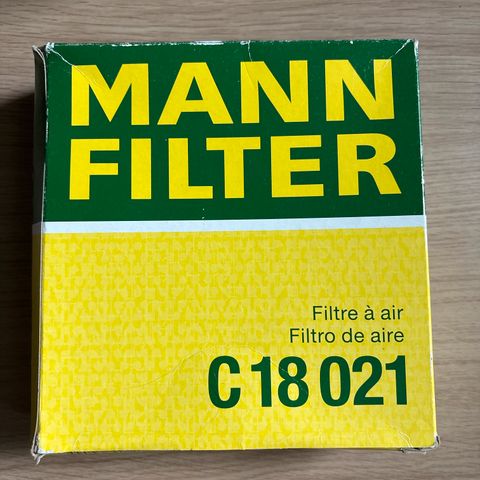 MANN
FILTER
Filtre à air
Filtro de aire
C 18 021